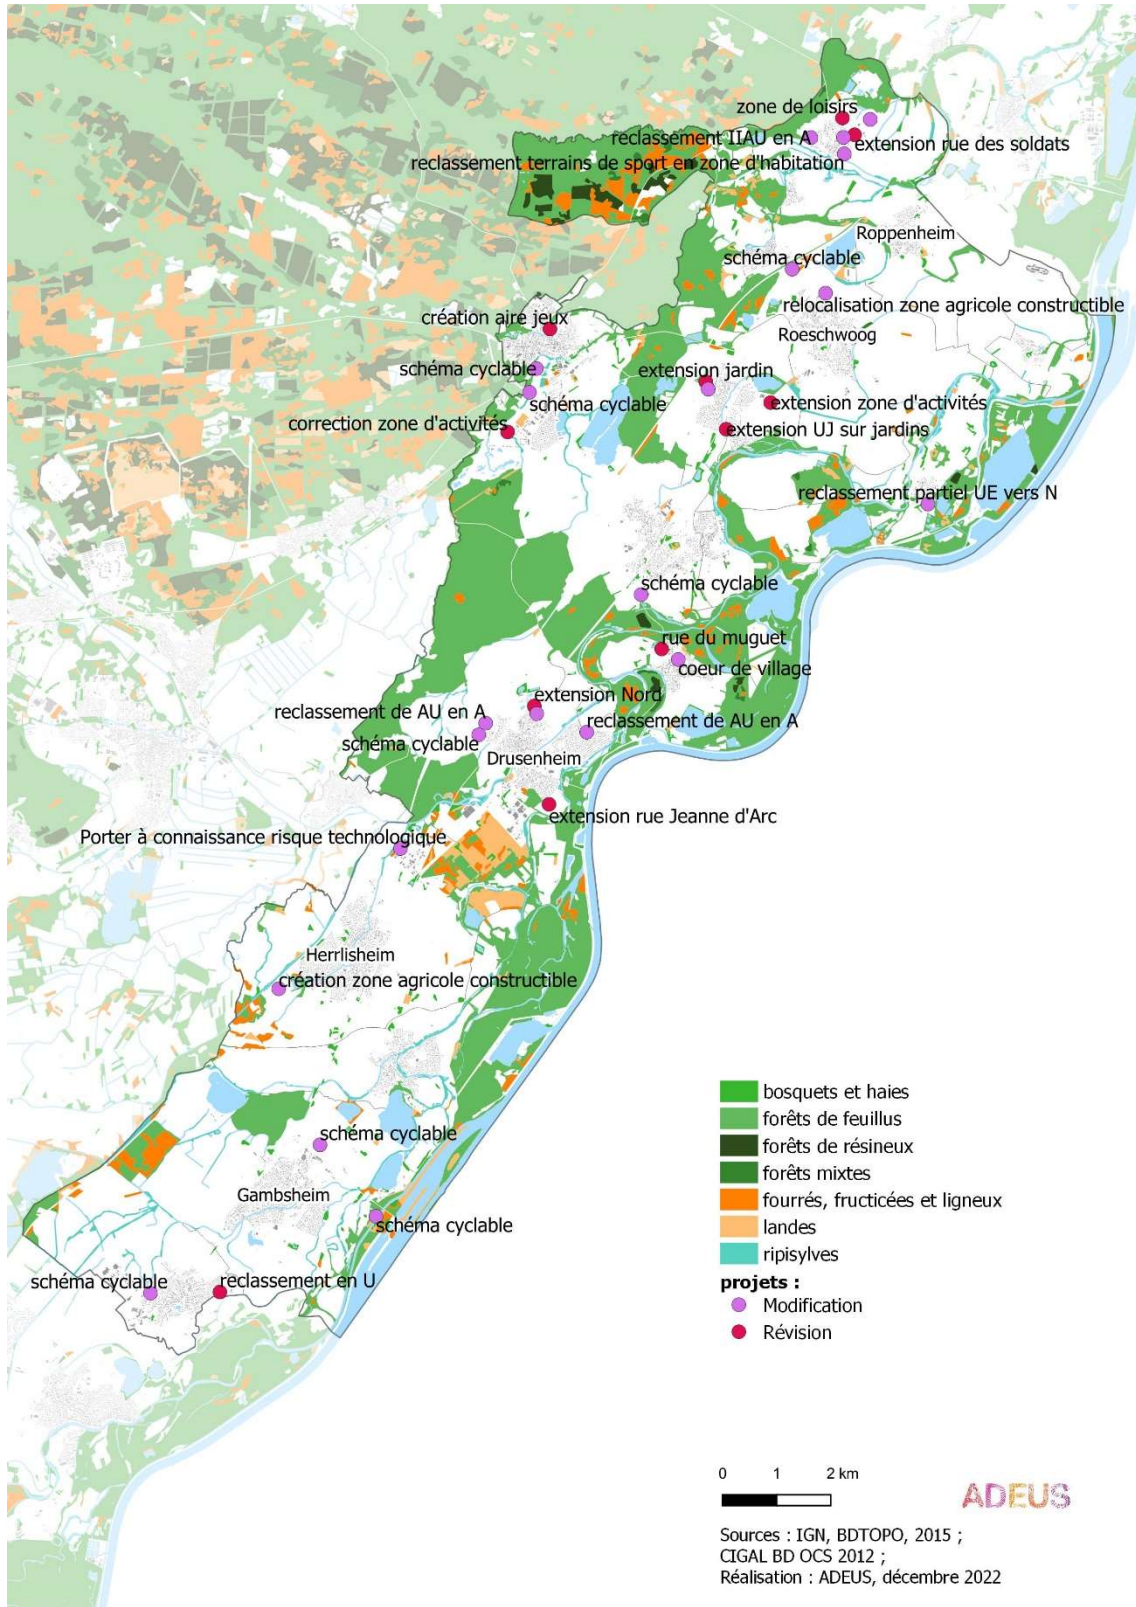 zone de loisirs
reclassement IIAU en A
extension rue des soldats
reclassement terrains de sport en zone d'habitation
Roppenheim
schéma cyclable
relocalisation zone agricole constructible
création aire jeux
Roeschwoog
schéma cyclable
extension jardin
schéma cyclable
extension zone d'activités
correction zone d'activités
extension UJ sur jardins
reclassement partiel UE vers N
schéma cyclable
rue du muguet
coeur de village
extension Nord
reclassement de AU en A
reclassement de AU en A
schéma cyclable
Drusenheim
extension rue Jeanne d'Arc
Porter à connaissance risque technologique
Herrlisheim
création zone agricole constructible
schéma cyclable
Gambsheim
schéma cyclable
schéma cyclable
reclassement en U
bosquets et haies
forêts de feuillus
forêts de résineux
forêts mixtes
fourrés, fructicées et ligneux
landes
ripisylves
projets :
Modification
Révision
0 1 2 km
ADEUS
Sources : IGN, BDTOPO, 2015 ;
CIGAL BD OCS 2012 ;
Réalisation : ADEUS, décembre 2022